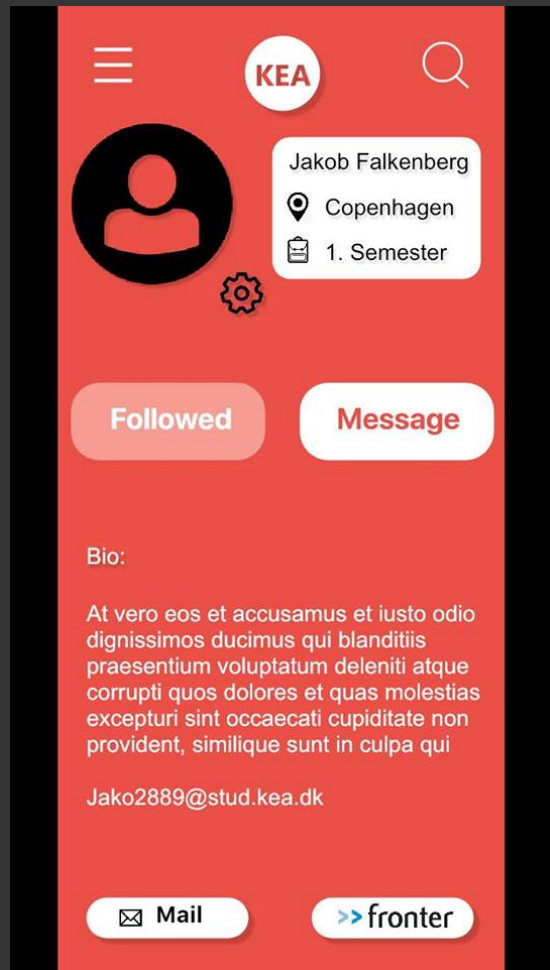 KEA
Jakob Falkenberg
Copenhagen
1. Semester
Followed
Message
Bio:
At vero eos et accusamus et iusto odio
dignissimos ducimus qui blanditiis
praesentium voluptatum deleniti atque
corrupti quos dolores et quas molestias
excepturi sint occaecati cupiditate non
provident, similique sunt in culpa qui
Jako2889@stud.kea.dk
Mail
>>fronter